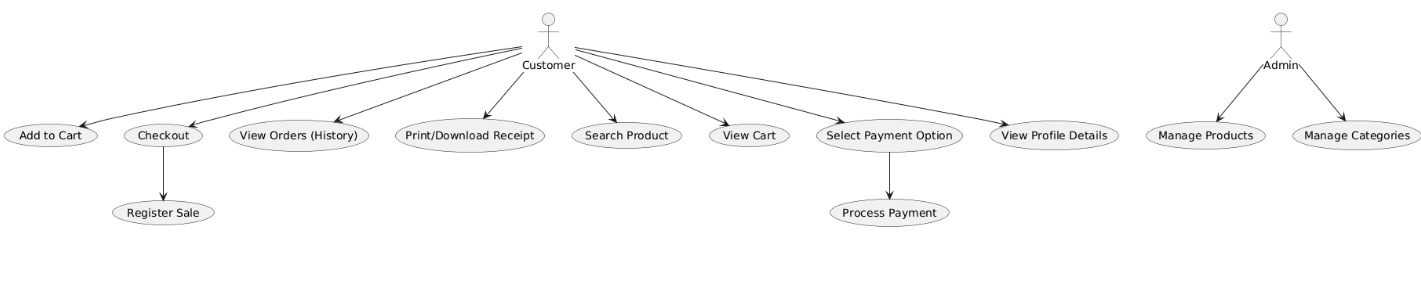 Customer
Admin
Add to Cart
Checkout
View Orders (History)
Print/Download Receipt
Search Product
View Cart
Select Payment Option
View Profile Details
Manage Products
Manage Categories
Register Sale
Process Payment